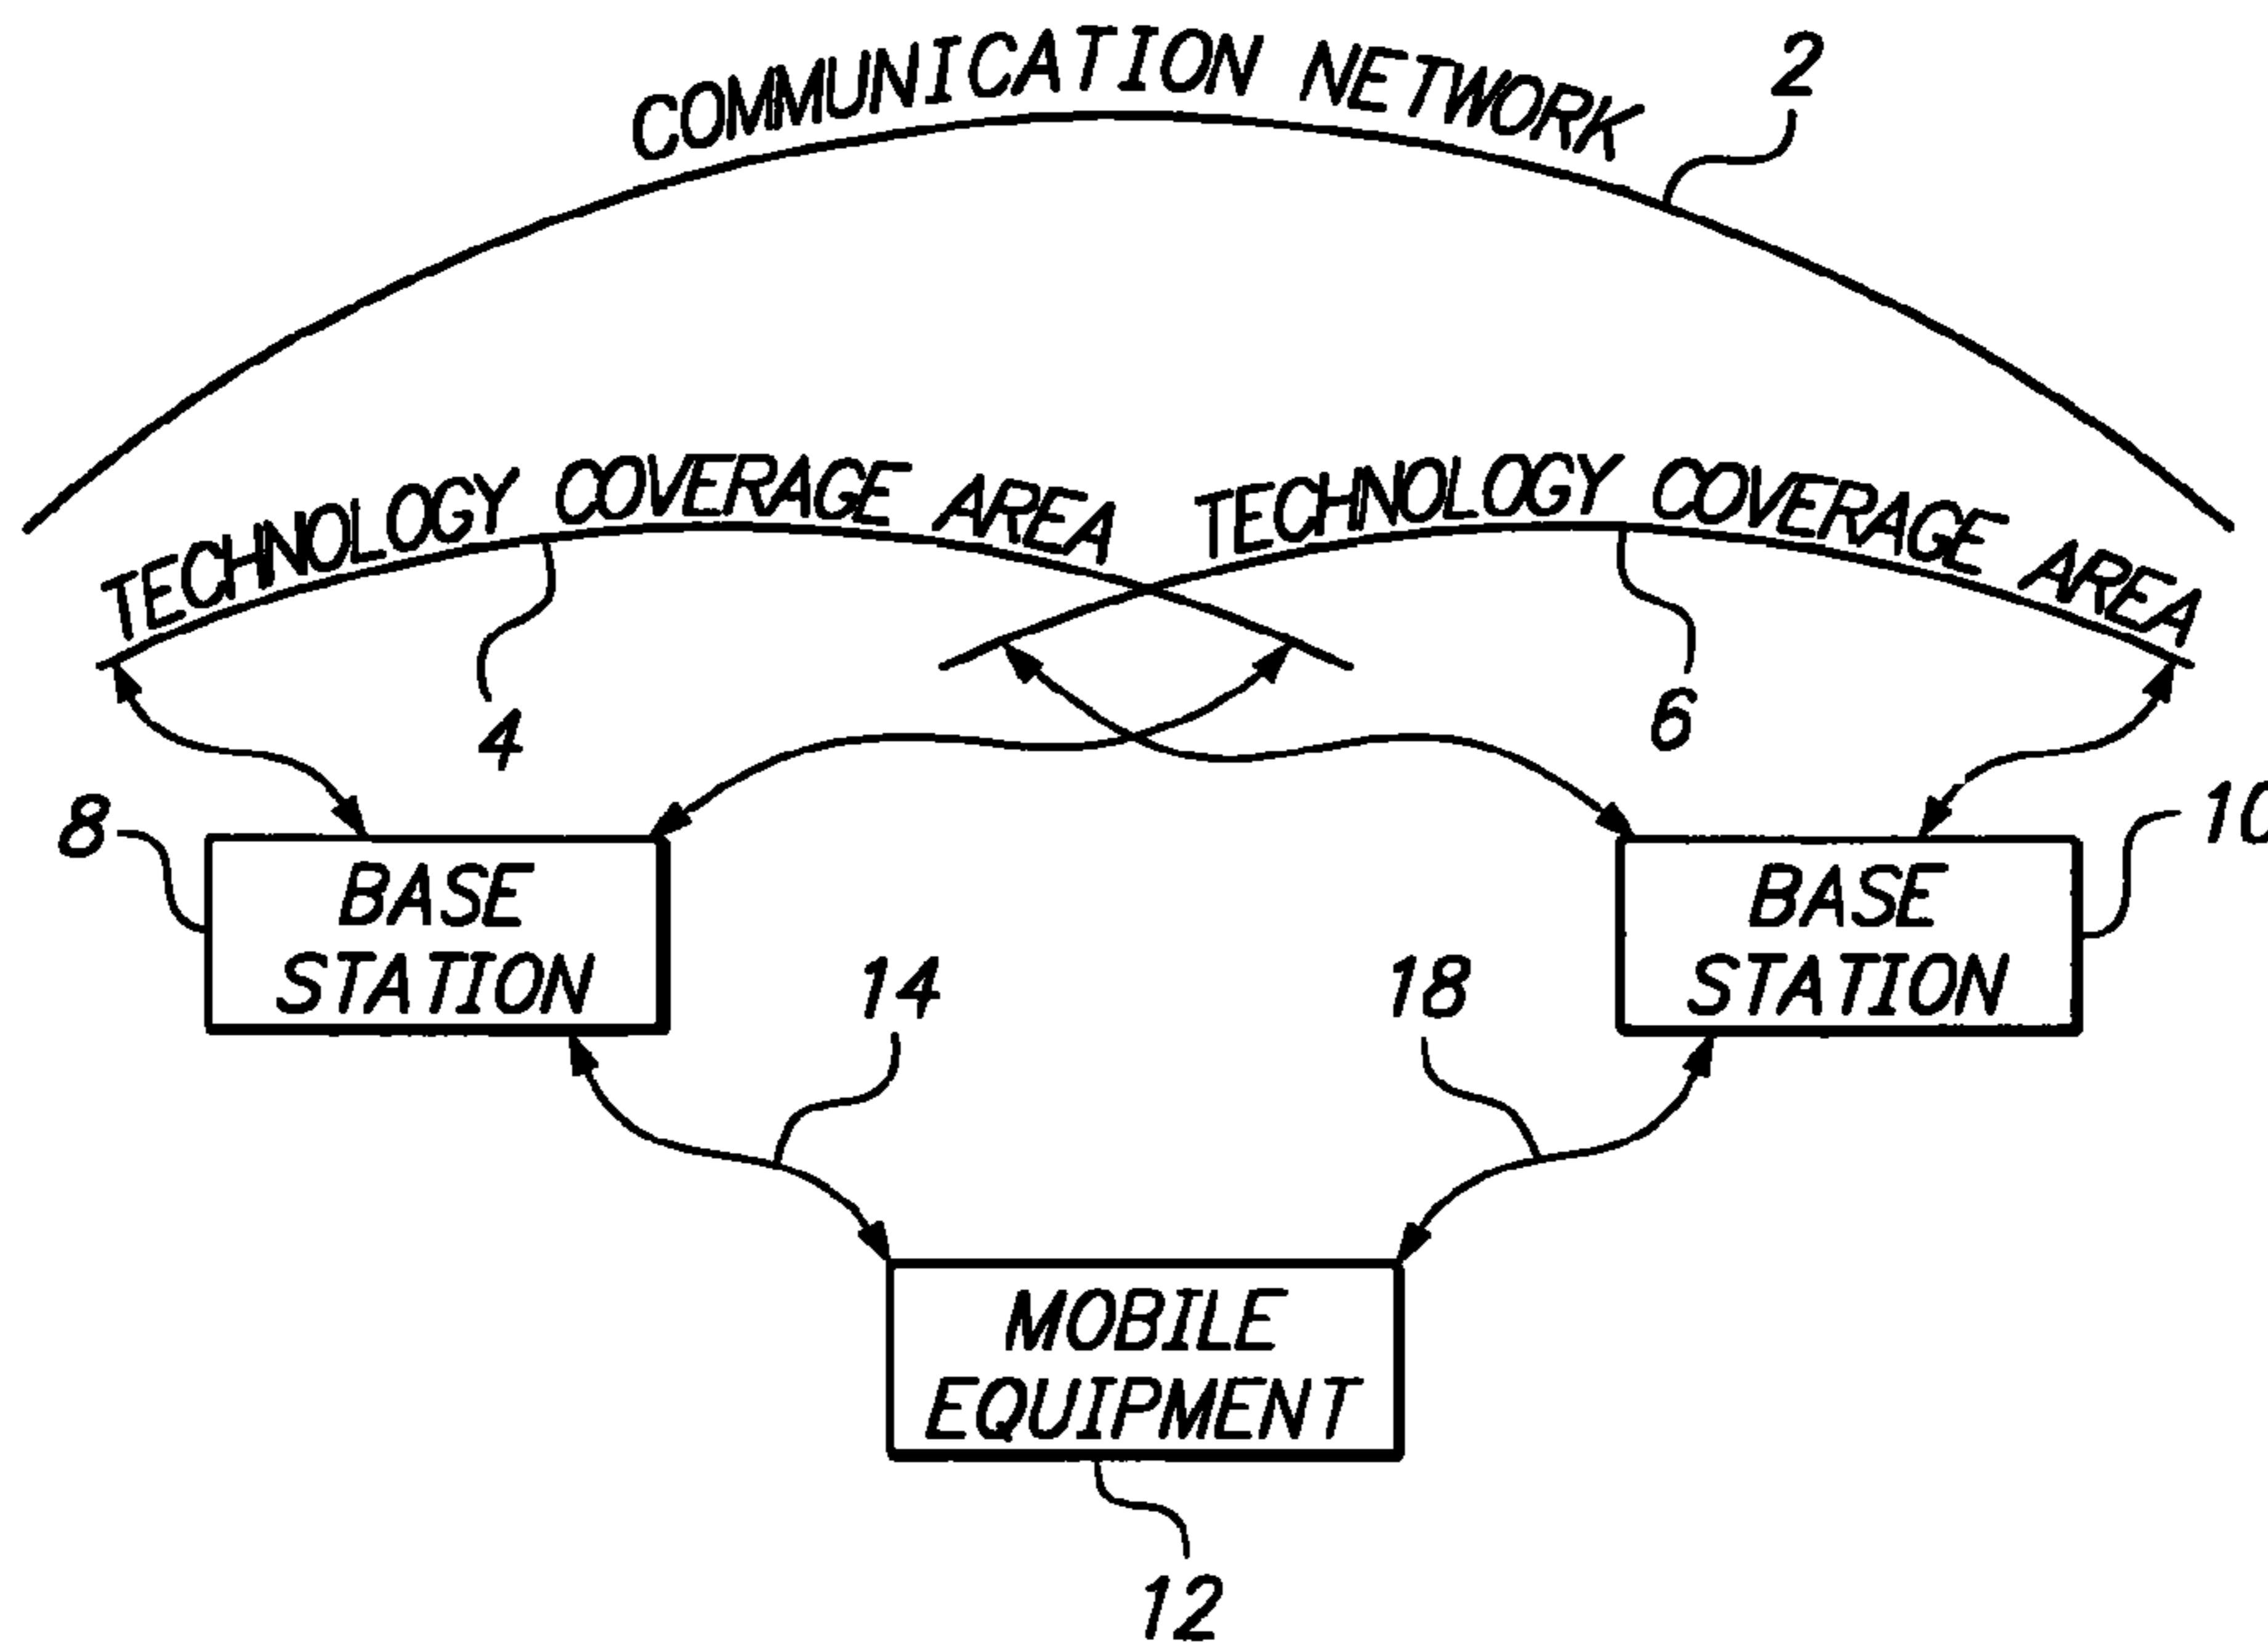 COMMUNICATION NETWORK
2
TECHNOLOGY COVERAGE AREA
TECHNOLOGY COVERAGE AREA
4
6
8
10
BASE
STATION
BASE
STATION
14
18
MOBILE
EQUIPMENT
12